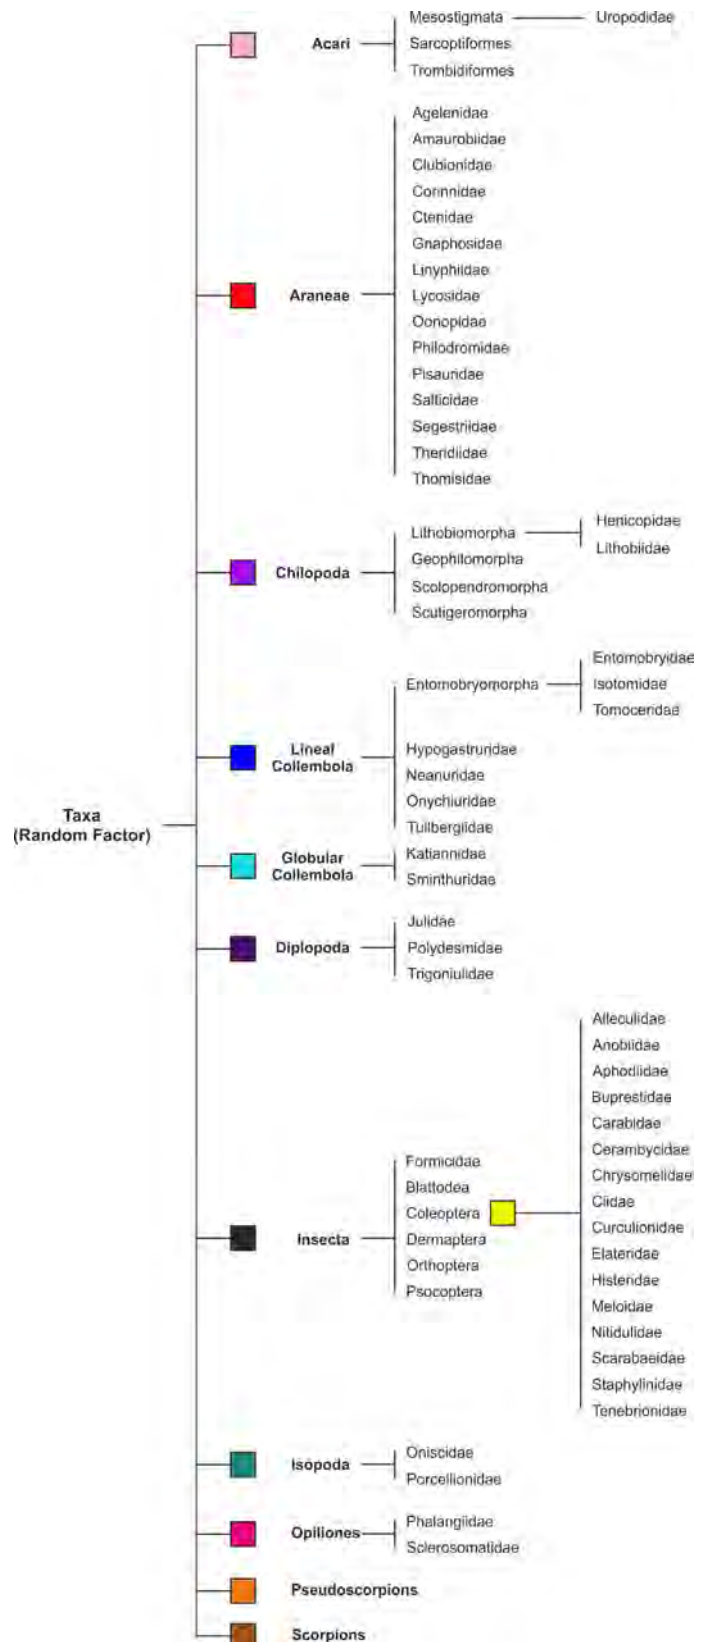 Mesostigmata
Uropodidae
Acari
Sarcoptiformes
Trombidiformes
Agelenidae
Amaurobiidae
Clubionidae
Corinnidae
Ctenidae
Gnaphosidae
Linyphiidae
Araneae
Lycosidae
Oonopidae
Philodromidae
Pisauridae
Salticidae
Segestriidae
Theridiidae
Thomisidae
Henicopidae
Lithobiomorpha
Lithobiidae
Geophilomorpha
Chilopoda
Scolopendromorpha
Scutigeromorpha
Entomobryidae
Entomobryomorpha
Isotomidae
Tomoceridae
Lineal
Collembola
Hypogastruridae
Neanuridae
Onychiuridae
Tullbergiidae
Taxa
(Random Factor)
Globular
Collembola
Katiannidae
Sminthuridae
Julidae
Diplopoda
Polydesmidae
Trigoniulidae
Alleculidae
Anobiidae
Aphodiidae
Buprestidae
Carabidae
Cerambycidae
Chrysomelidae
Ciidae
Curculionidae
Elateridae
Histeridae
Meloidae
Nitidulidae
Scarabaeidae
Staphylinidae
Tenebrionidae
Formicidae
Blattodea
Coleoptera
Insecta
Dermaptera
Orthoptera
Psocoptera
Isópoda
Oniscidae
Porcellionidae
Opiliones
Phalangiidae
Sclerosomatidae
Pseudoscorpions
Scorpions